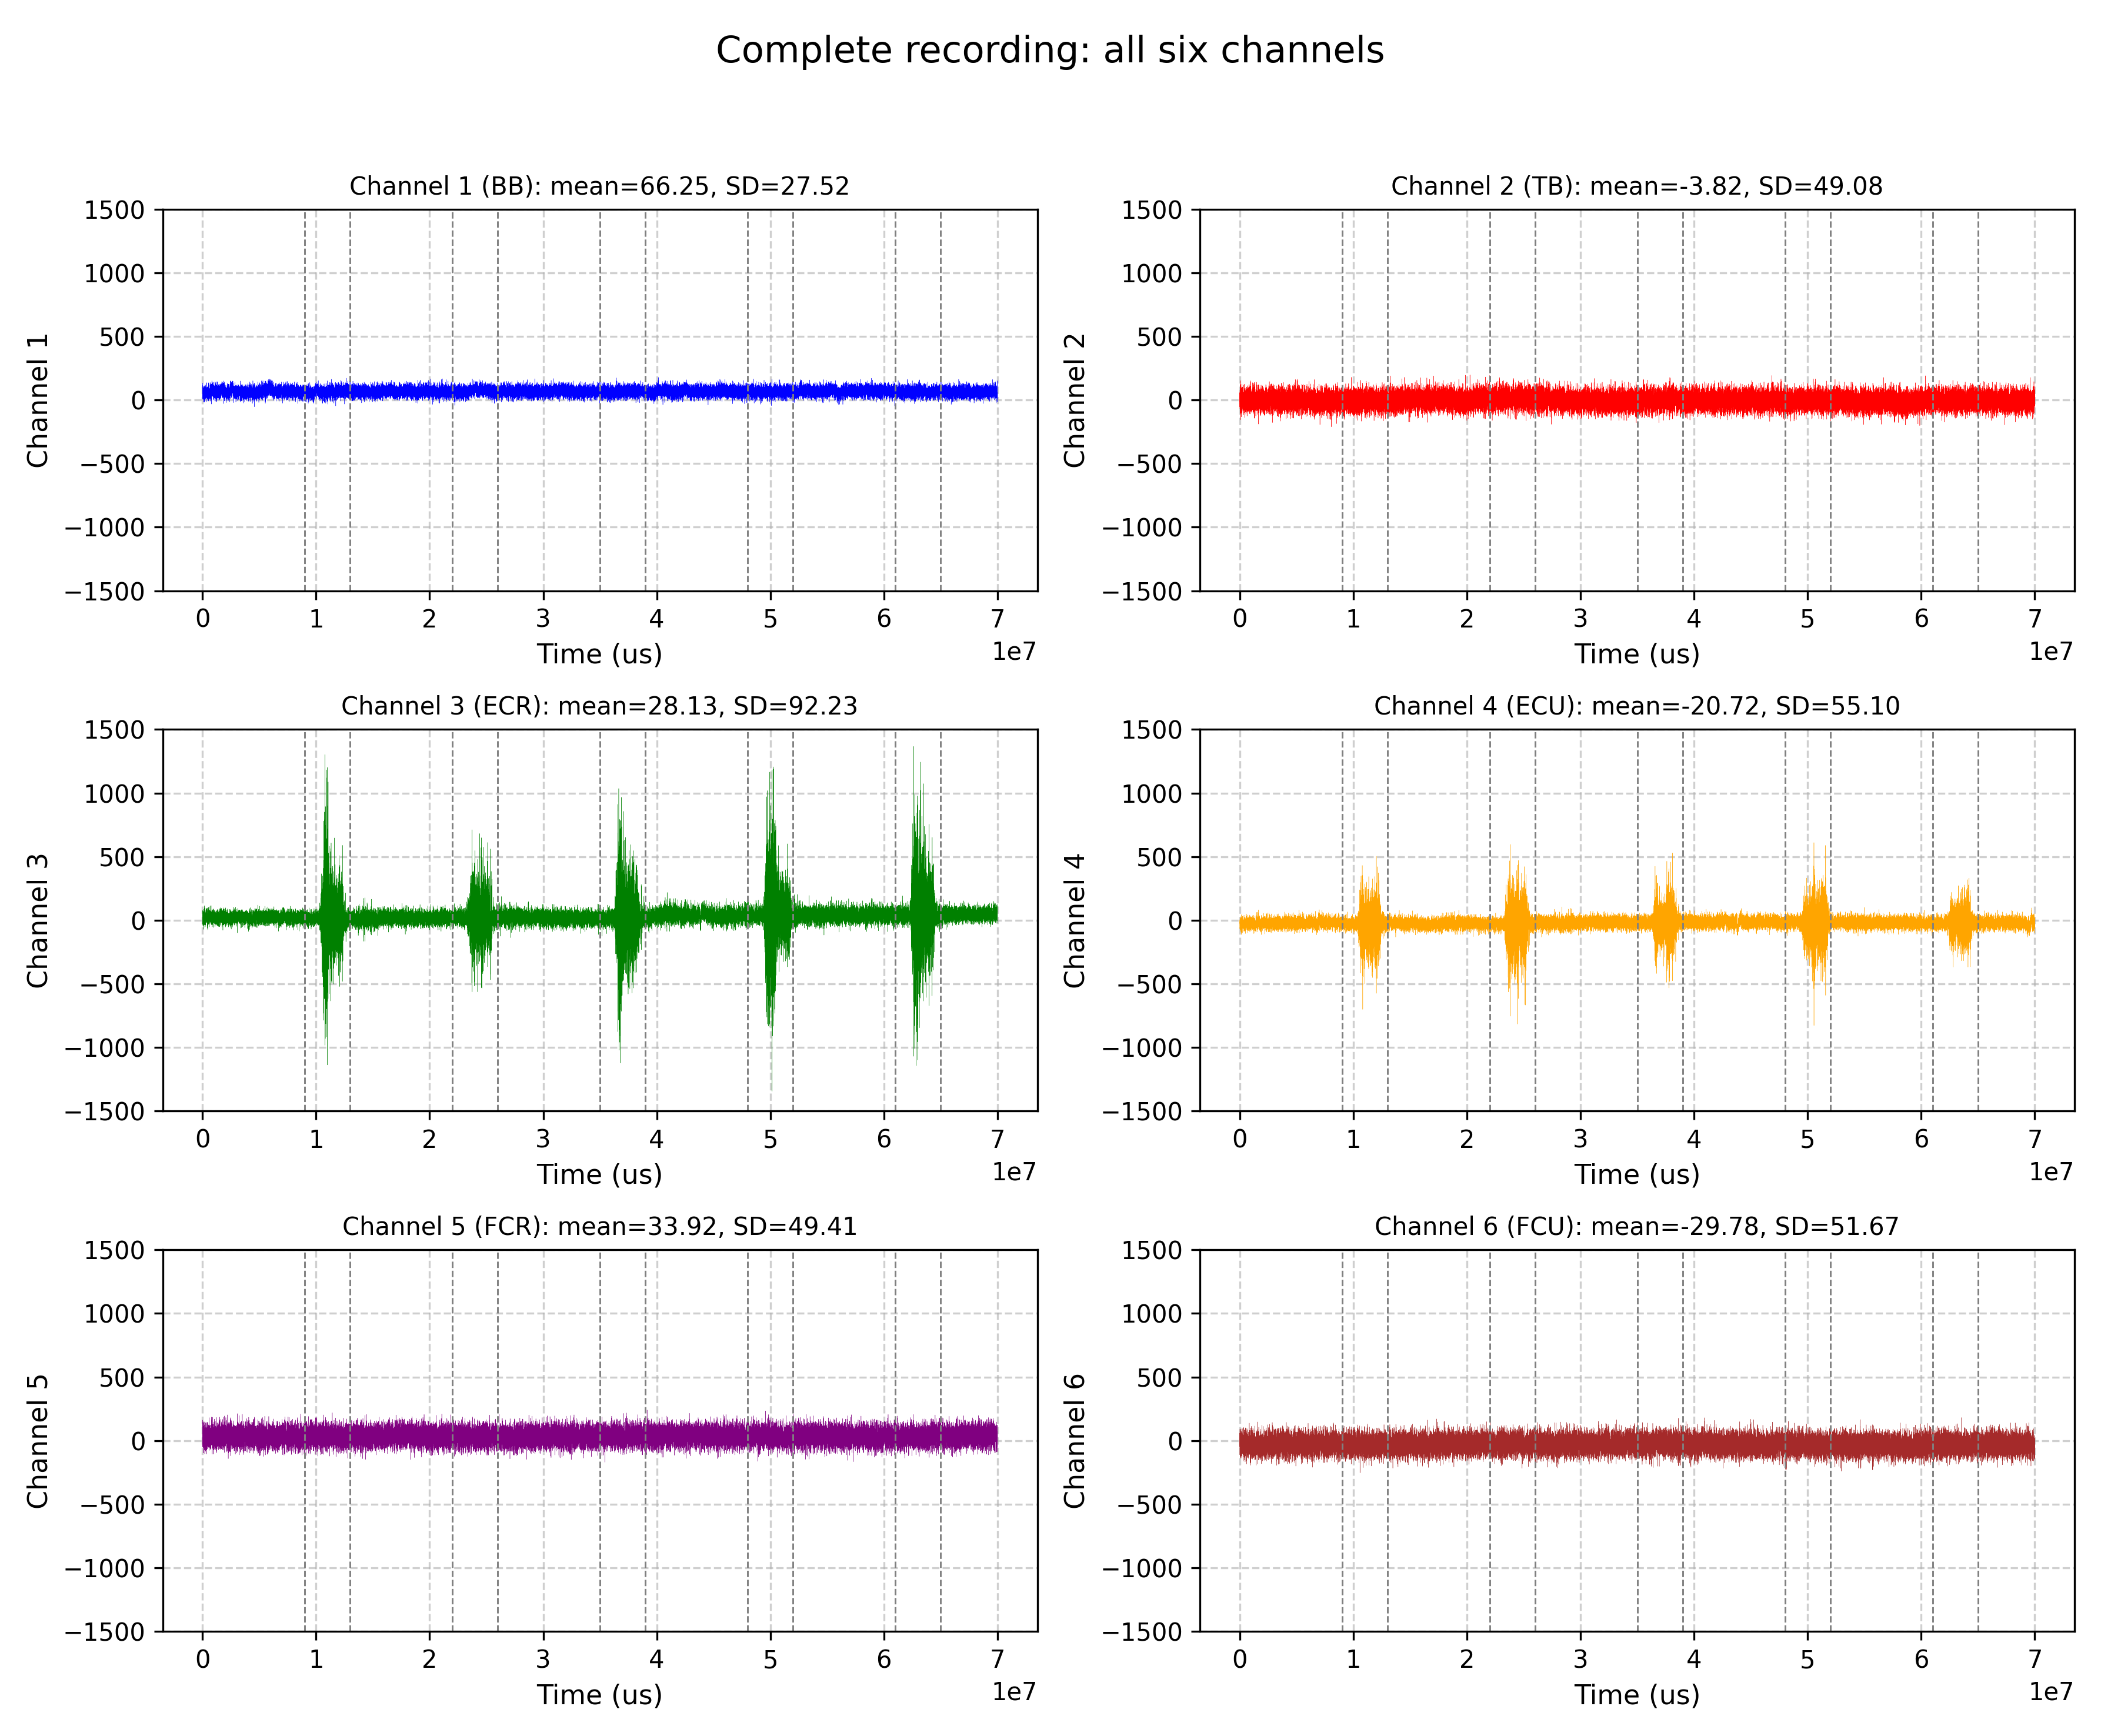 Complete recording: all six channels
Channel 1 (BB): mean=66.25, SD=27.52
1500
1000
500
0
−500
−1000
−1500
Channel 1
0 1 2 3 4 5 6 7
1e7
Time (us)
Channel 2 (TB): mean=-3.82, SD=49.08
1500
1000
500
0
−500
−1000
−1500
Channel 2
0 1 2 3 4 5 6 7
1e7
Time (us)
Channel 3 (ECR): mean=28.13, SD=92.23
1500
1000
500
0
−500
−1000
−1500
Channel 3
0 1 2 3 4 5 6 7
1e7
Time (us)
Channel 4 (ECU): mean=-20.72, SD=55.10
1500
1000
500
0
−500
−1000
−1500
Channel 4
0 1 2 3 4 5 6 7
1e7
Time (us)
Channel 5 (FCR): mean=33.92, SD=49.41
1500
1000
500
0
−500
−1000
−1500
Channel 5
0 1 2 3 4 5 6 7
1e7
Time (us)
Channel 6 (FCU): mean=-29.78, SD=51.67
1500
1000
500
0
−500
−1000
−1500
Channel 6
0 1 2 3 4 5 6 7
1e7
Time (us)